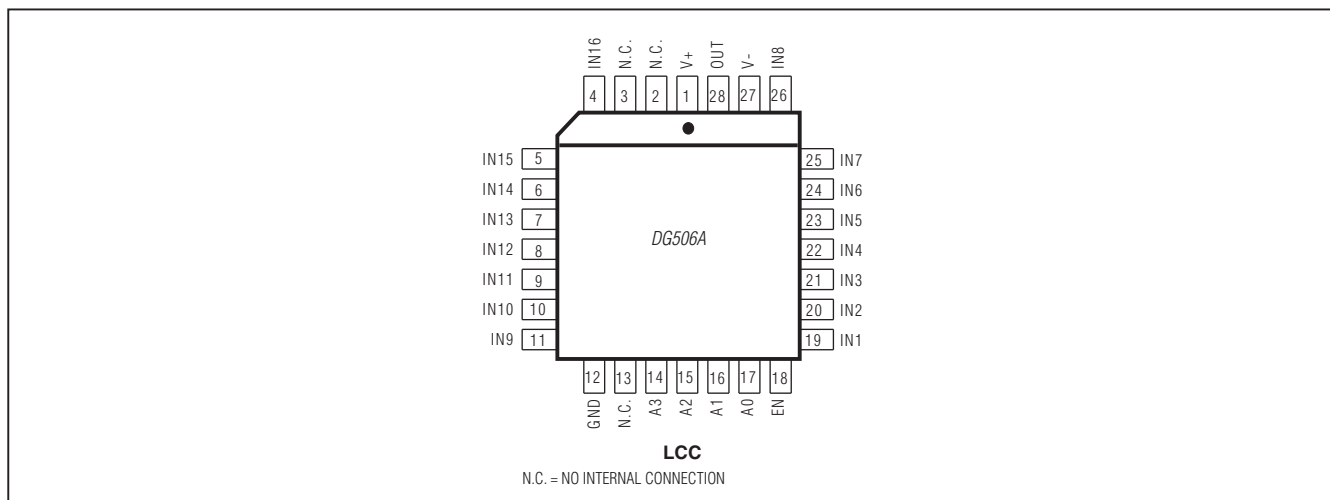 IN16 N.C. N.C. V+ OUT V- IN8
4 3 2 1 28 27 26
IN15 5 25 IN7
IN14 6 24 IN6
IN13 7 23 IN5
IN12 8 22 IN4
DG506A
IN11 9 21 IN3
IN10 10 20 IN2
IN9 11 19 IN1
12 13 14 15 16 17 18
GND N.C. A3 A2 A1 A0 EN
LCC
N.C. = NO INTERNAL CONNECTION